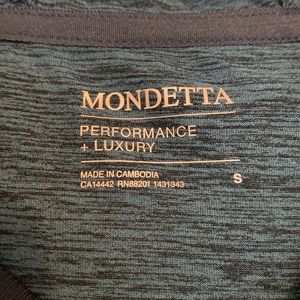 MONDETTA
PERFORMANCE
+ LUXURY
MADE IN CAMBODIA
CA14442 RN88201 1431343 S